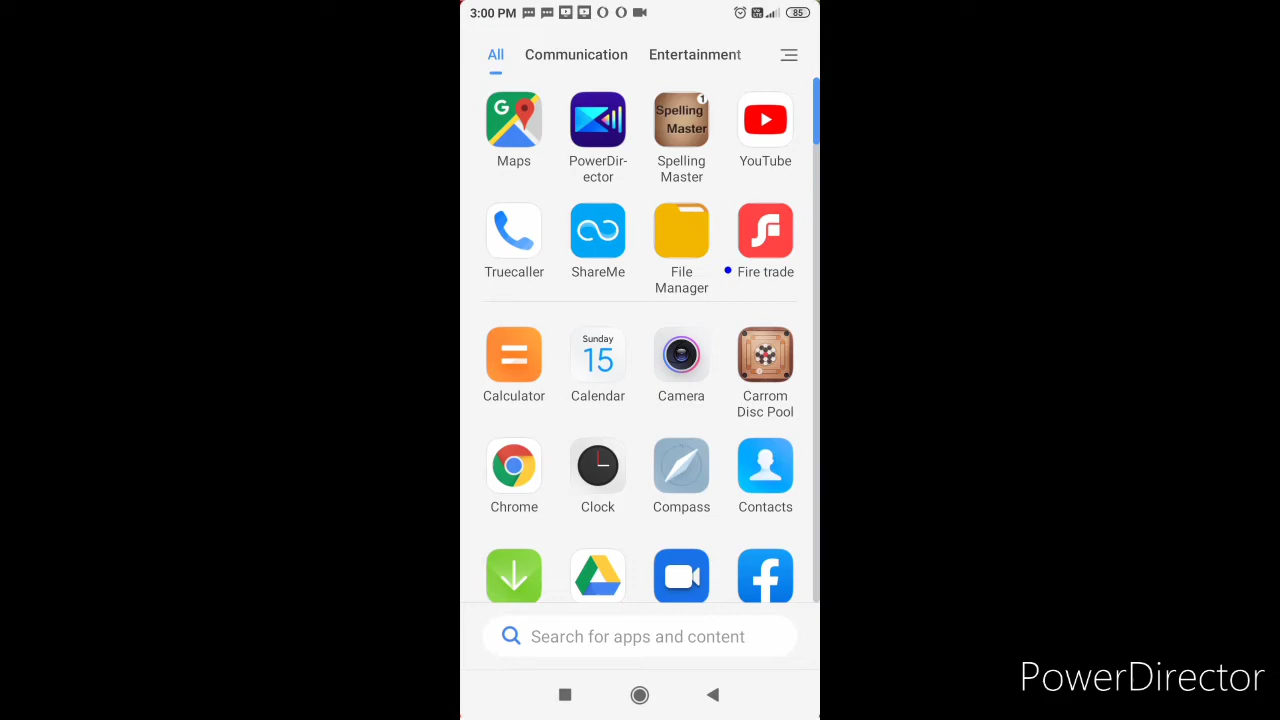 3:00 PM
85
All Communication Entertainment
G
Spelling Master
1
Maps PowerDir-ector Spelling Master YouTube
Truecaller ShareMe File Manager Fire trade
Sunday
15
Calculator Calendar Camera Carrom Disc Pool
Chrome Clock Compass Contacts
Search for apps and content
PowerDirector